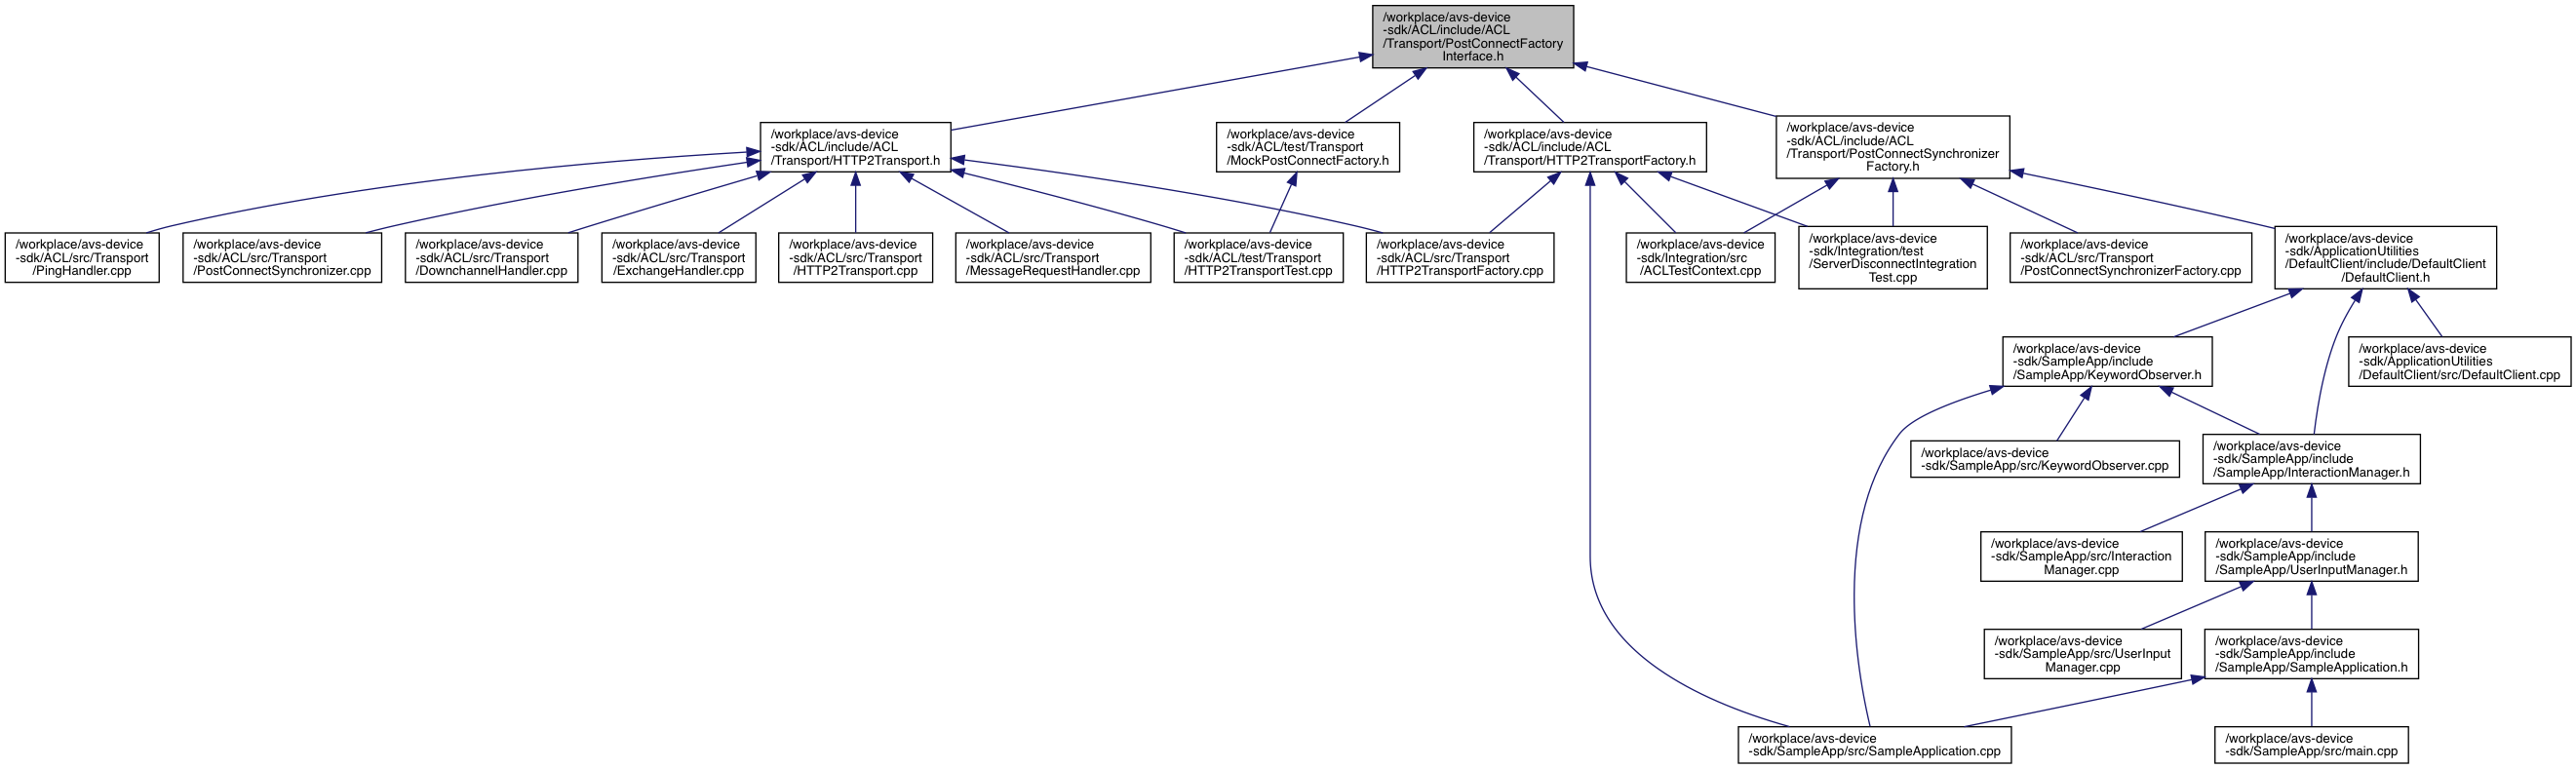 /workplace/avs-device
-sdk/ACL/include/ACL
/Transport/PostConnectFactory
Interface.h
/workplace/avs-device
-sdk/ACL/include/ACL
/Transport/HTTP2Transport.h
/workplace/avs-device
-sdk/ACL/test/Transport
/MockPostConnectFactory.h
/workplace/avs-device
-sdk/ACL/include/ACL
/Transport/HTTP2TransportFactory.h
/workplace/avs-device
-sdk/ACL/include/ACL
/Transport/PostConnectSynchronizer
Factory.h
/workplace/avs-device
-sdk/ACL/src/Transport
/PingHandler.cpp
/workplace/avs-device
-sdk/ACL/src/Transport
/PostConnectSynchronizer.cpp
/workplace/avs-device
-sdk/ACL/src/Transport
/DownchannelHandler.cpp
/workplace/avs-device
-sdk/ACL/src/Transport
/ExchangeHandler.cpp
/workplace/avs-device
-sdk/ACL/src/Transport
/HTTP2Transport.cpp
/workplace/avs-device
-sdk/ACL/src/Transport
/MessageRequestHandler.cpp
/workplace/avs-device
-sdk/ACL/test/Transport
/HTTP2TransportTest.cpp
/workplace/avs-device
-sdk/ACL/src/Transport
/HTTP2TransportFactory.cpp
/workplace/avs-device
-sdk/Integration/src
/ACLTestContext.cpp
/workplace/avs-device
-sdk/Integration/test
/ServerDisconnectIntegration
Test.cpp
/workplace/avs-device
-sdk/ACL/src/Transport
/PostConnectSynchronizerFactory.cpp
/workplace/avs-device
-sdk/ApplicationUtilities
/DefaultClient/include/DefaultClient
/DefaultClient.h
/workplace/avs-device
-sdk/SampleApp/include
/SampleApp/KeywordObserver.h
/workplace/avs-device
-sdk/ApplicationUtilities
/DefaultClient/src/DefaultClient.cpp
/workplace/avs-device
-sdk/SampleApp/src/KeywordObserver.cpp
/workplace/avs-device
-sdk/SampleApp/include
/SampleApp/InteractionManager.h
/workplace/avs-device
-sdk/SampleApp/src/Interaction
Manager.cpp
/workplace/avs-device
-sdk/SampleApp/include
/SampleApp/UserInputManager.h
/workplace/avs-device
-sdk/SampleApp/src/UserInput
Manager.cpp
/workplace/avs-device
-sdk/SampleApp/include
/SampleApp/SampleApplication.h
/workplace/avs-device
-sdk/SampleApp/src/SampleApplication.cpp
/workplace/avs-device
-sdk/SampleApp/src/main.cpp